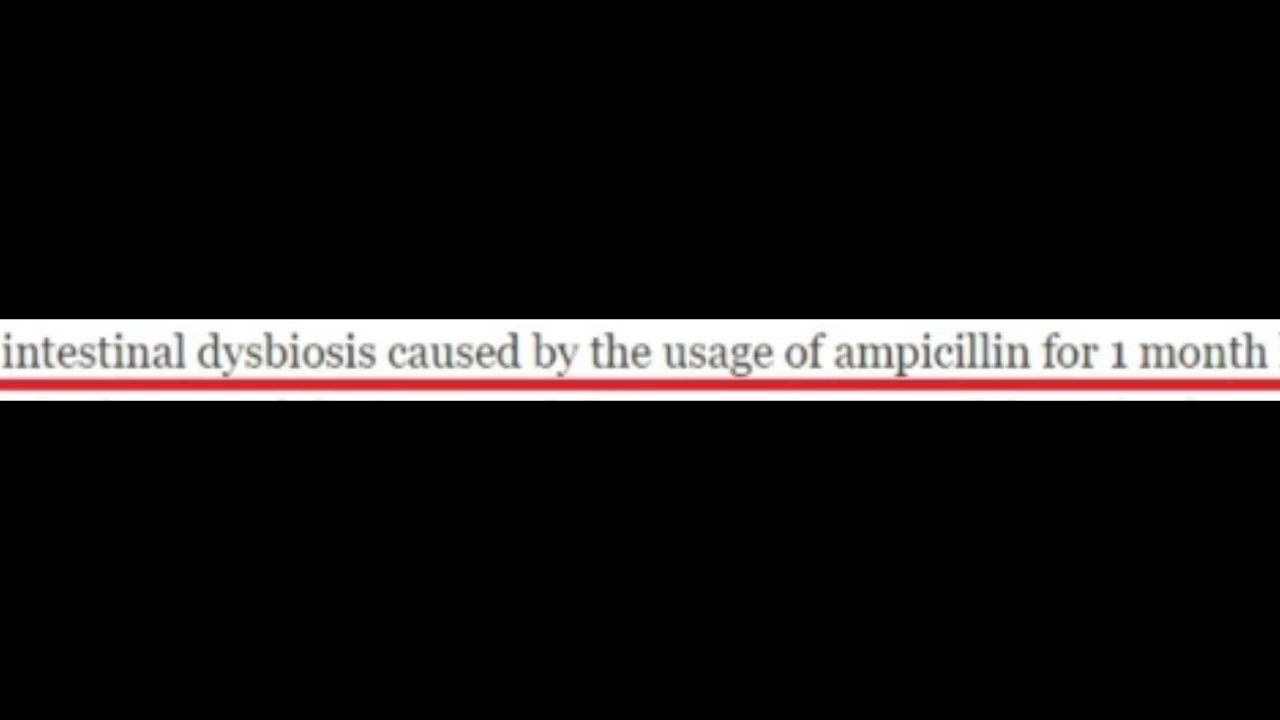 intestinal dysbiosis caused by the usage of ampicillin for 1 month